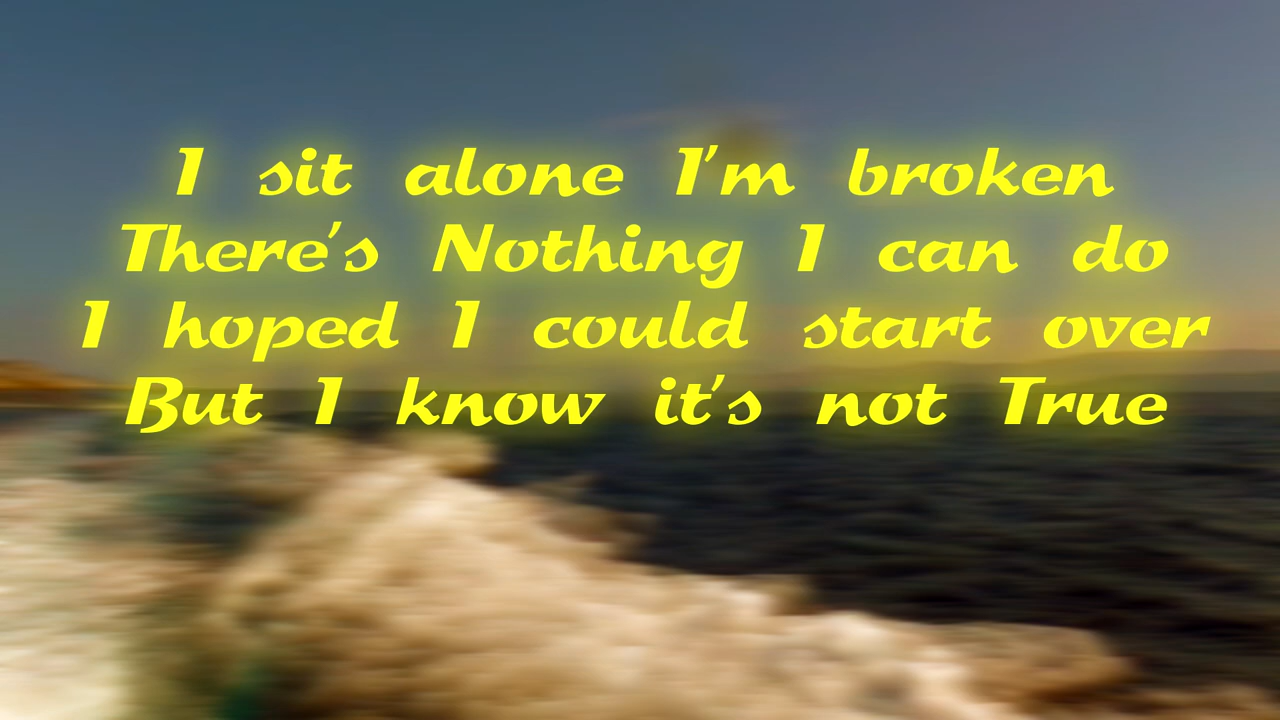 I sit alone I'm broken
There's Nothing I can do
I hoped I could start over
But I know it's not True